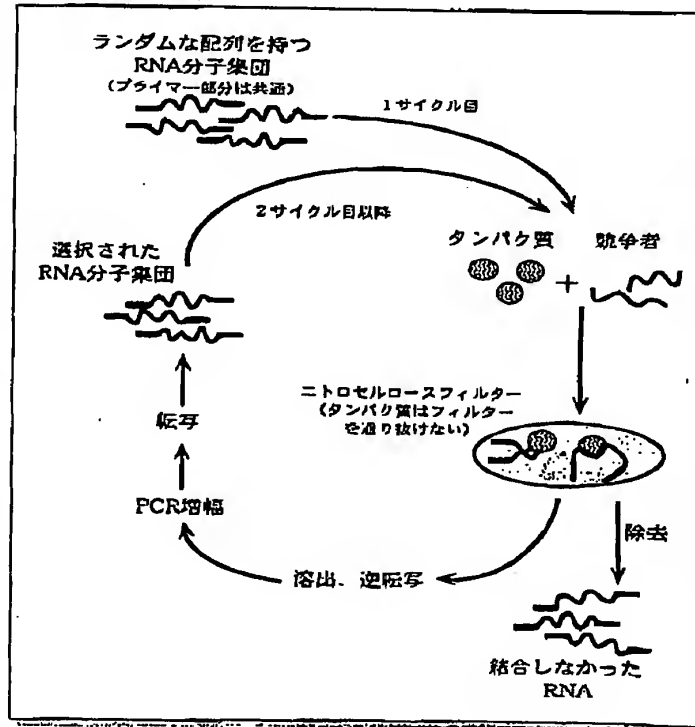 ランダムな配列を持つ
RNA分子集団
(プライマー部分は共通)
1サイクル目
2サイクル目以降
タンパク質 競争者
+
選択された
RNA分子集団
ニトロセルロースフィルター
(タンパク質はフィルター
を通り抜けない)
転写
PCR増幅
除去
溶出、逆転写
結合しなかった
RNA